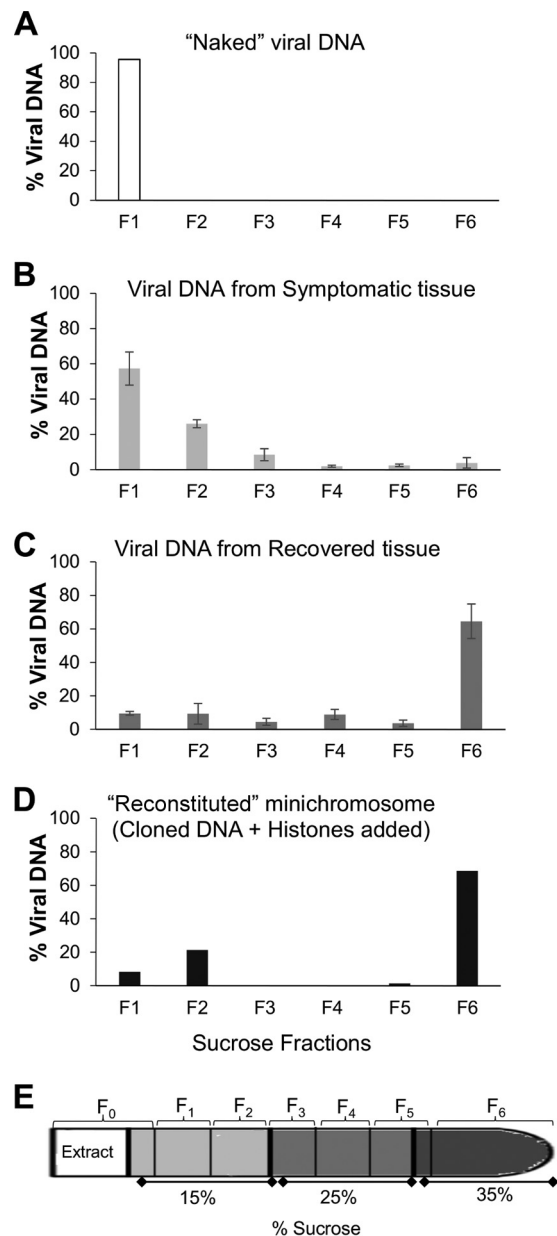 A
“Naked” viral DNA
% Viral DNA
100
80
60
40
20
0
F1 F2 F3 F4 F5 F6
B
Viral DNA from Symptomatic tissue
% Viral DNA
100
80
60
40
20
0
F1 F2 F3 F4 F5 F6
C
Viral DNA from Recovered tissue
% Viral DNA
100
80
60
40
20
0
F1 F2 F3 F4 F5 F6
D
“Reconstituted” minichromosome
(Cloned DNA + Histones added)
% Viral DNA
100
80
60
40
20
0
F1 F2 F3 F4 F5 F6
Sucrose Fractions
E
F0 F1 F2 F3 F4 F5 F6
Extract
15% 25% 35%
% Sucrose